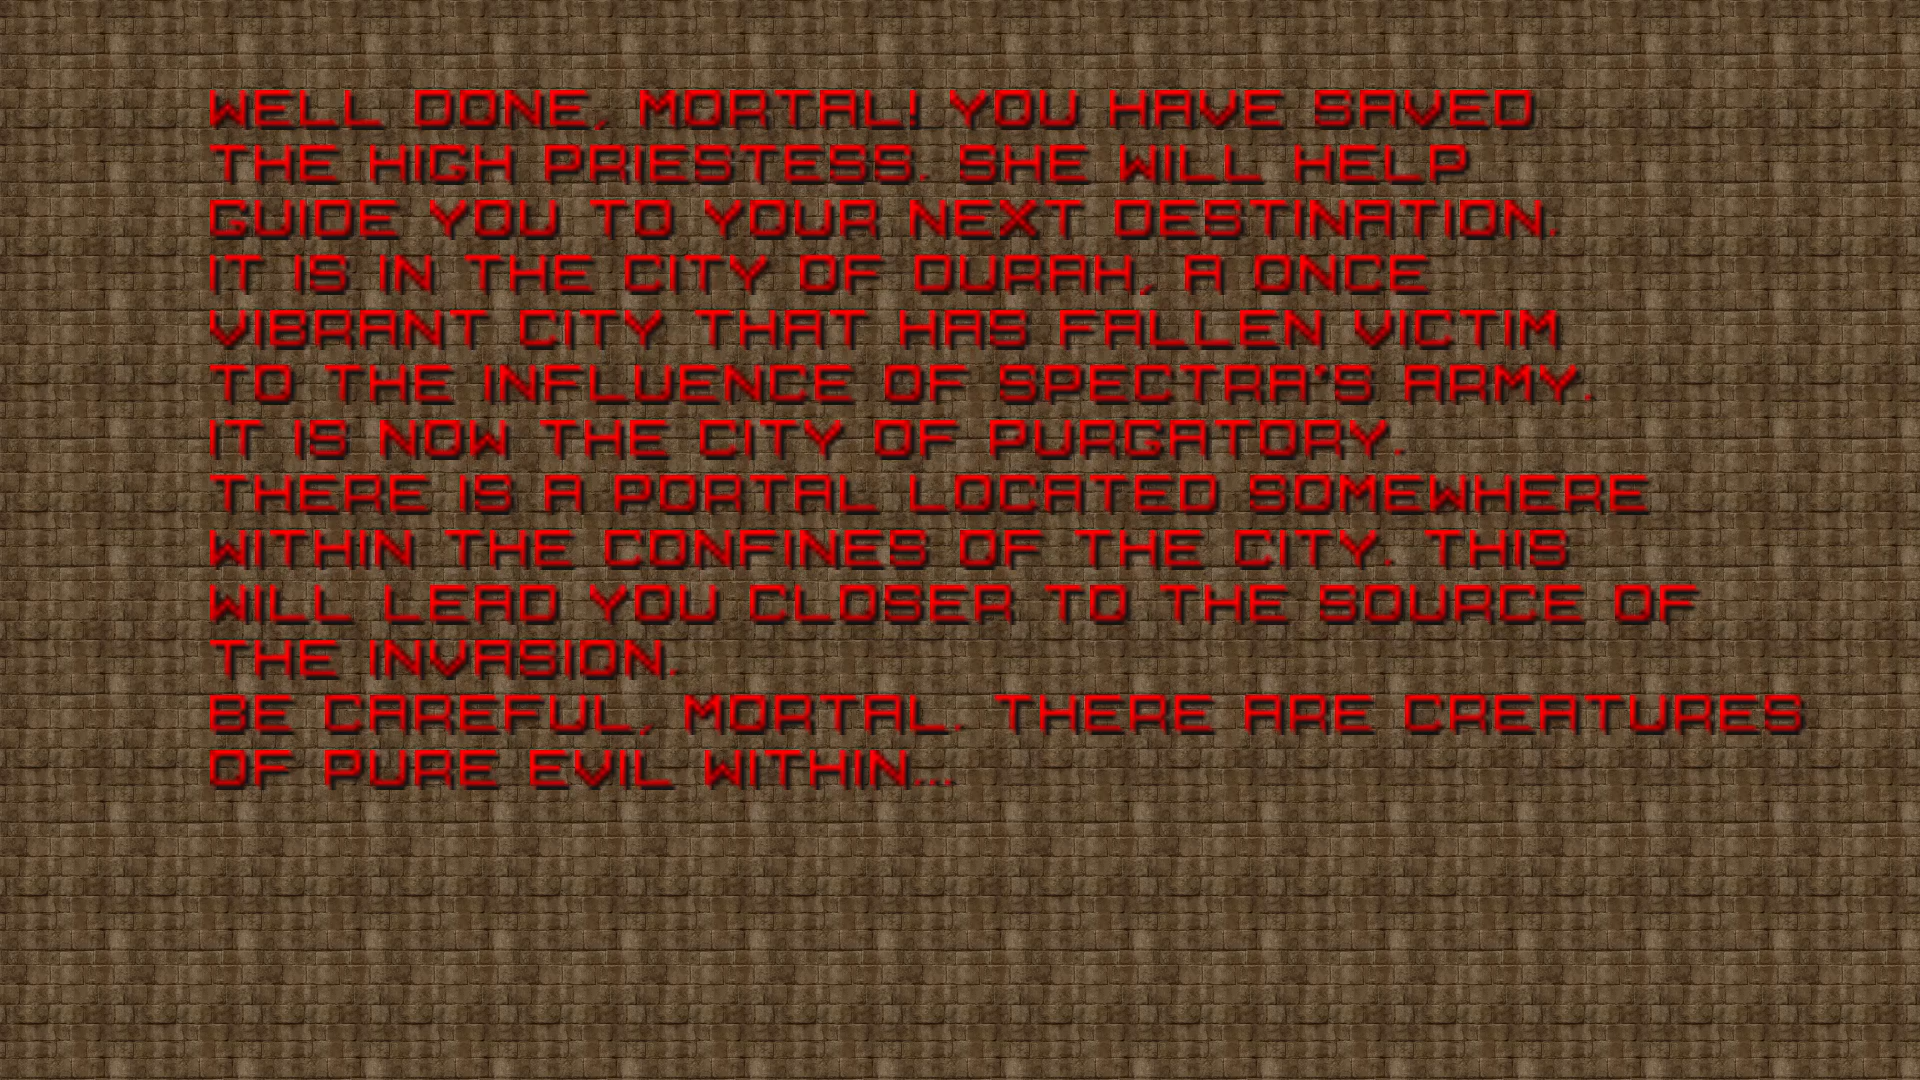 WELL DONE, MORTAL! YOU HAVE SAVED
THE HIGH PRIESTESS. SHE WILL HELP
GUIDE YOU TO YOUR NEXT DESTINATION.
IT IS IN THE CITY OF DURAH, A ONCE
VIBRANT CITY THAT HAS FALLEN VICTIM
TO THE INFLUENCE OF SPECTRA'S ARMY.
IT IS NOW THE CITY OF PURGATORY.
THERE IS A PORTAL LOCATED SOMEWHERE
WITHIN THE CONFINES OF THE CITY. THIS
WILL LEAD YOU CLOSER TO THE SOURCE OF
THE INVASION.
BE CAREFUL, MORTAL. THERE ARE CREATURES
OF PURE EVIL WITHIN...